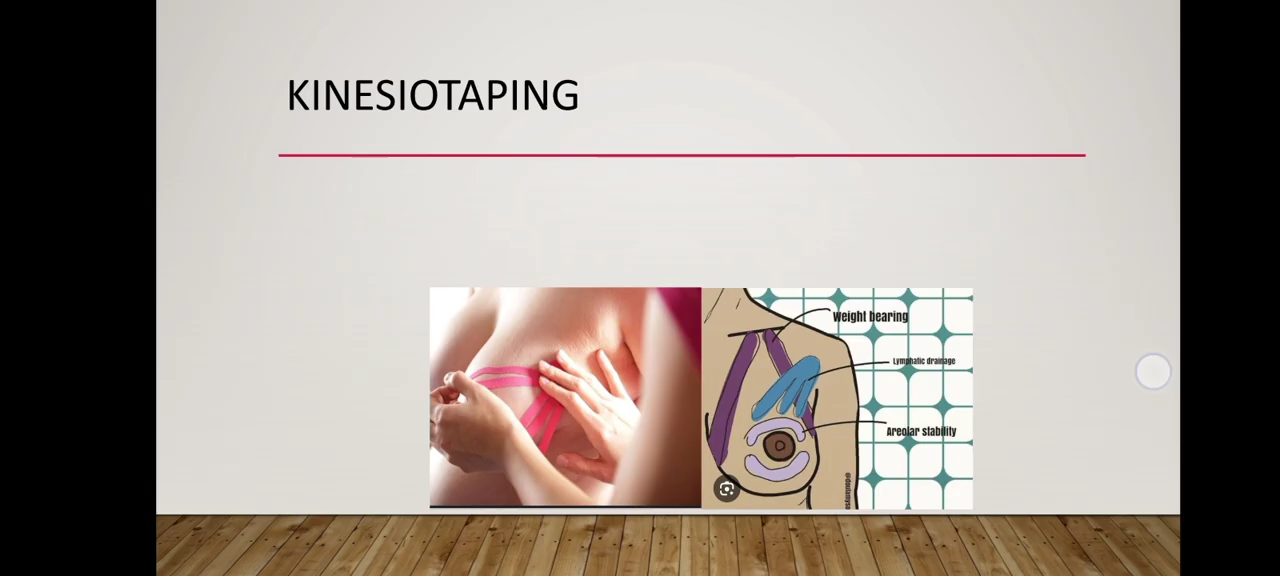 KINESIOTAPING
Weight bearing
Lymphatic drainage
Areolar stability